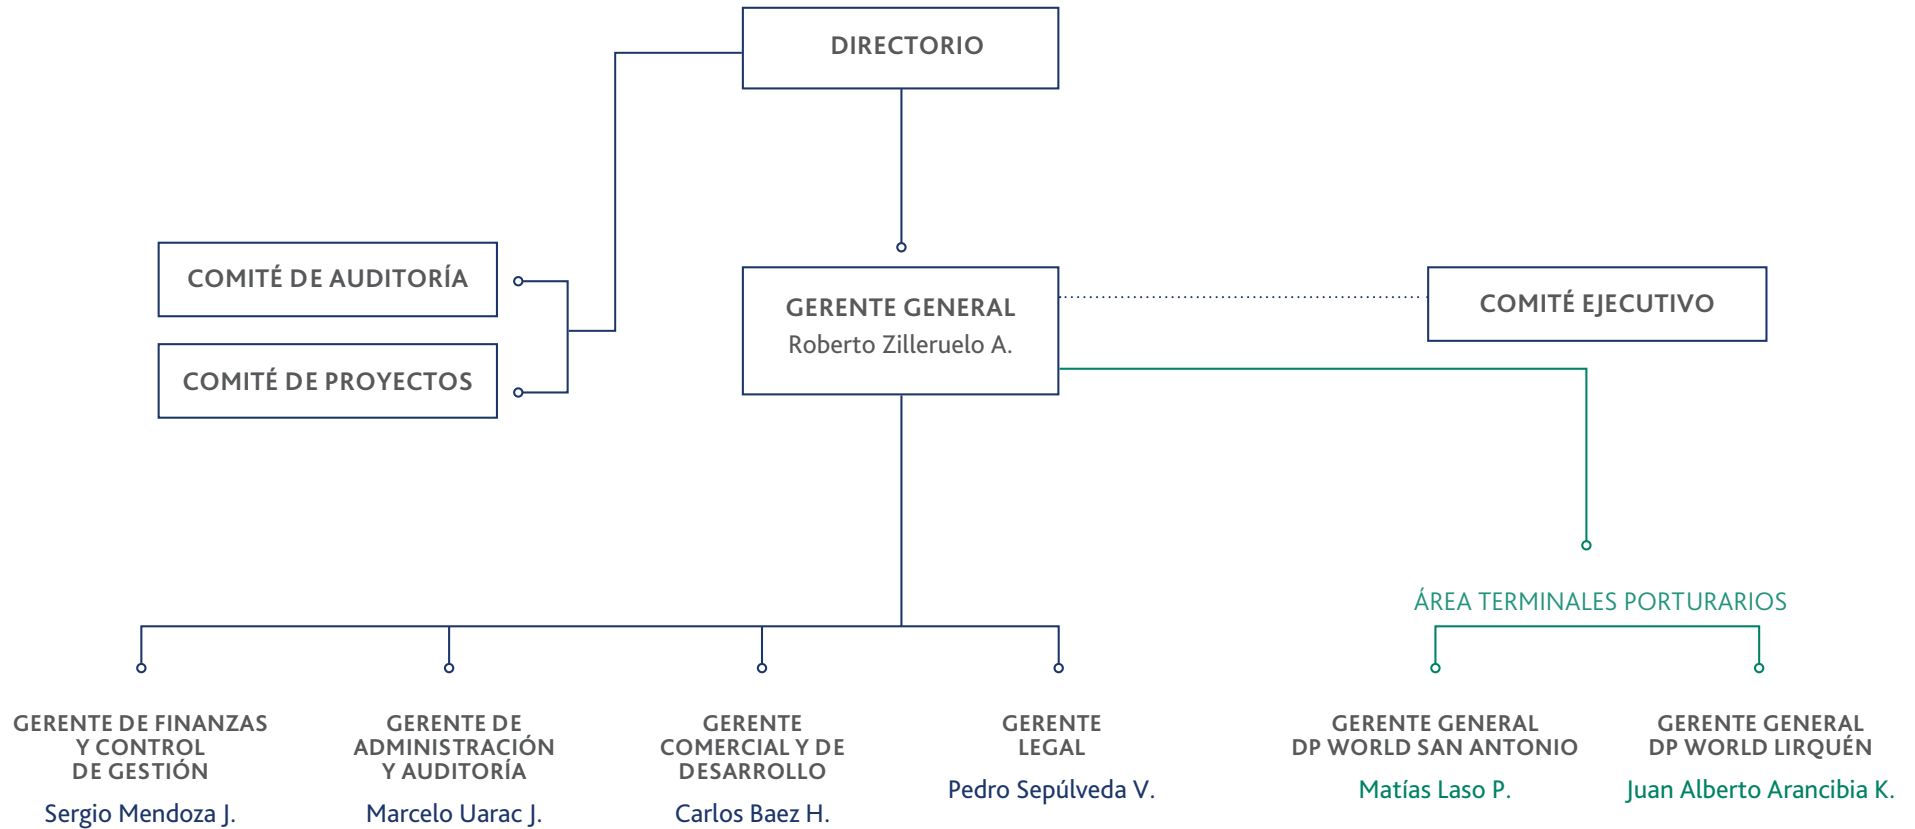 DIRECTORIO
COMITÉ DE AUDITORÍA
COMITÉ DE PROYECTOS
GERENTE GENERAL
Roberto Zilleruelo A.
COMITÉ EJECUTIVO
ÁREA TERMINALES PORTURARIOS
GERENTE DE FINANZAS
Y CONTROL
DE GESTIÓN
Sergio Mendoza J.
GERENTE DE
ADMINISTRACIÓN
Y AUDITORÍA
Marcelo Uarac J.
GERENTE
COMERCIAL Y DE
DESARROLLO
Carlos Baez H.
GERENTE
LEGAL
Pedro Sepúlveda V.
GERENTE GENERAL
DP WORLD SAN ANTONIO
Matías Laso P.
GERENTE GENERAL
DP WORLD LIRQUÉN
Juan Alberto Arancibia K.